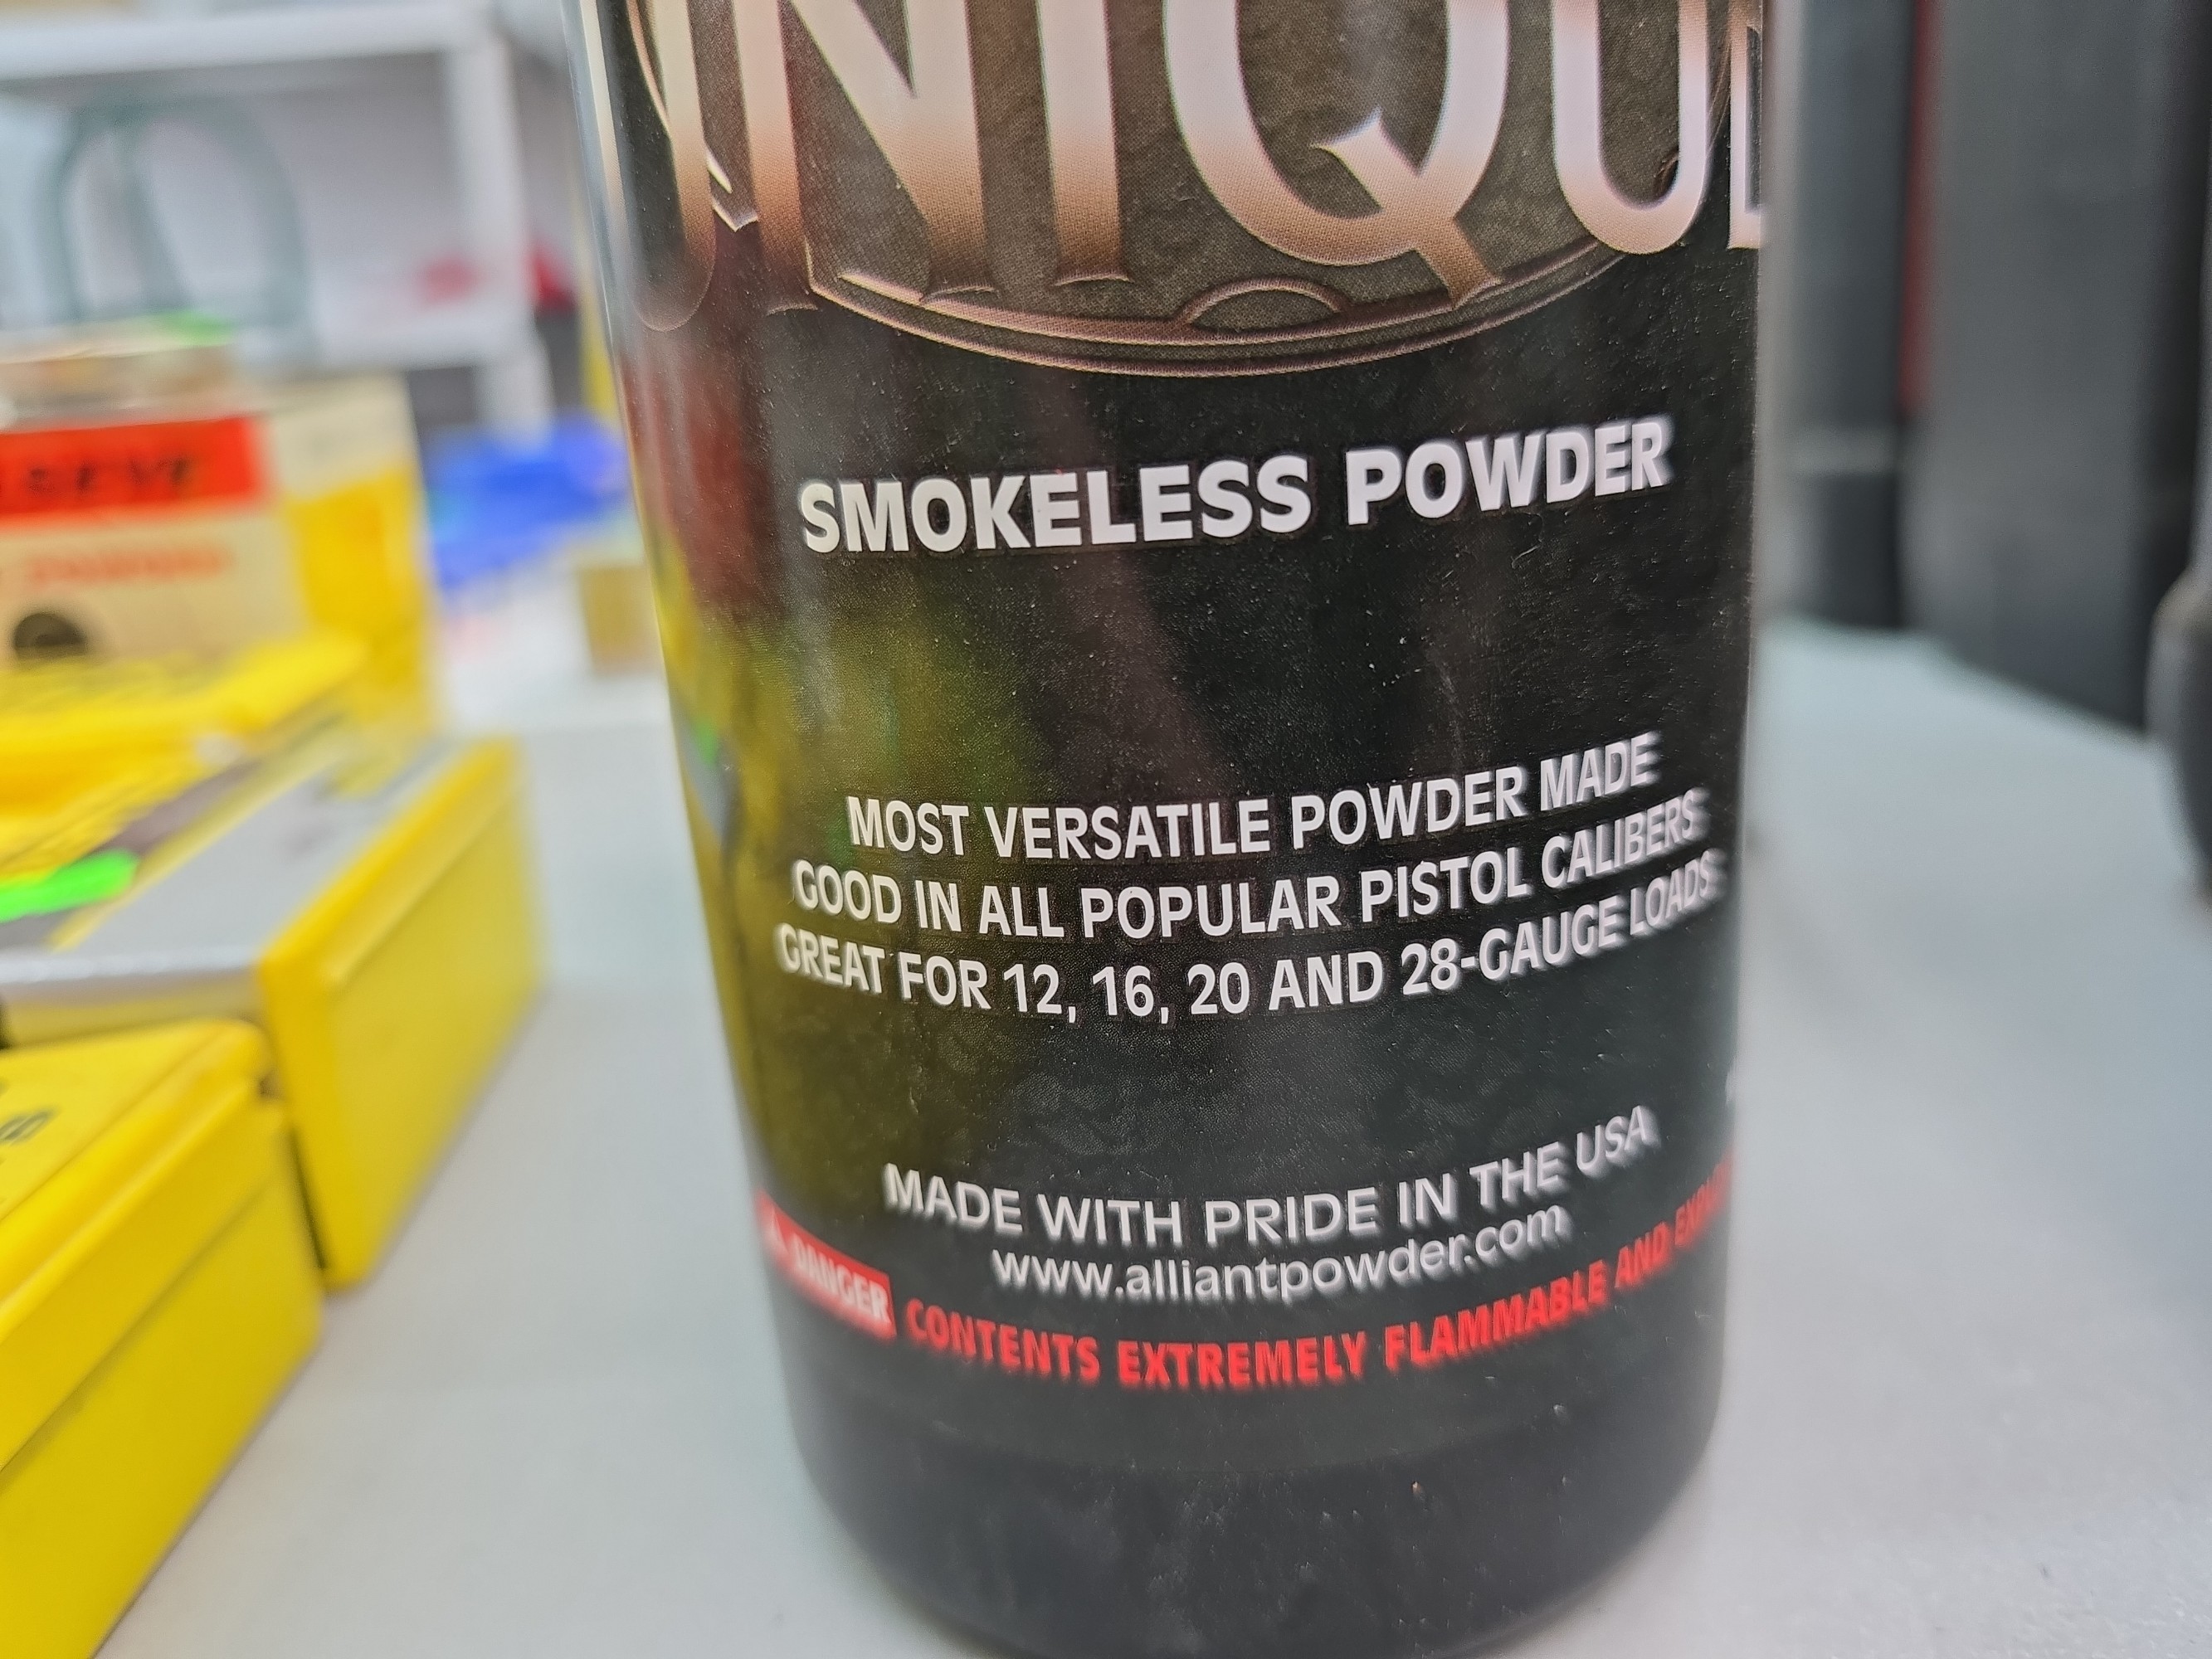 UNIQUE
SMOKELESS POWDER
MOST VERSATILE POWDER MADE
GOOD IN ALL POPULAR PISTOL CALIBERS
GREAT FOR 12, 16, 20 AND 28-GAUGE LOADS
MADE WITH PRIDE IN THE USA
www.alliantpowder.com
DANGER CONTENTS EXTREMELY FLAMMABLE AND